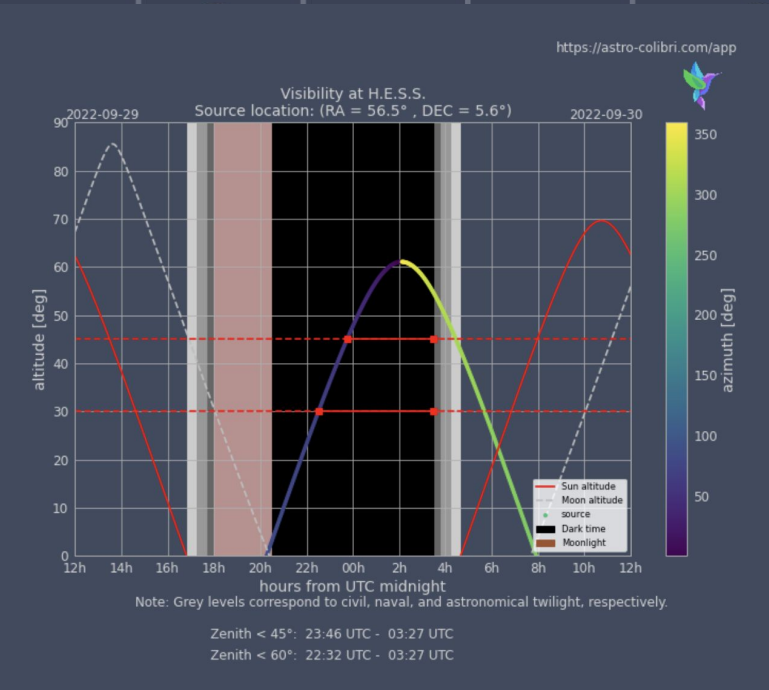 https://astro-colibri.com/app
Visibility at H.E.S.S.
Source location: (RA = 56.5° , DEC = 5.6°)
2022-09-29
2022-09-30
90
80
70
60
50
40
30
20
10
0
altitude [deg]
12h 14h 16h 18h 20h 22h 00h 2h 4h 6h 8h 10h 12h
hours from UTC midnight
Sun altitude
Moon altitude
source
Dark time
Moonlight
350
300
250
200
150
100
50
azimuth [deg]
Note: Grey levels correspond to civil, naval, and astronomical twilight, respectively.
Zenith < 45°: 23:46 UTC - 03:27 UTC
Zenith < 60°: 22:32 UTC - 03:27 UTC